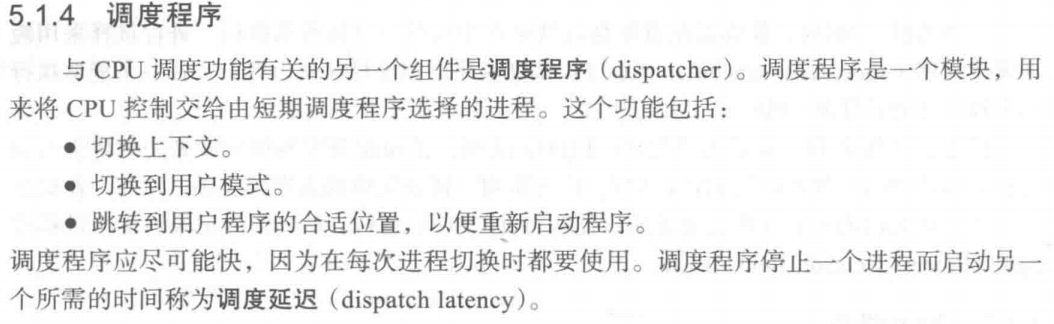 5.1.4 调度程序
与 CPU 调度功能有关的另一个组件是调度程序（dispatcher）。调度程序是一个模块，用
来将 CPU 控制交给由短期调度程序选择的进程。这个功能包括：
● 切换上下文。
● 切换到用户模式。
● 跳转到用户程序的合适位置，以便重新启动程序。
调度程序应尽可能快，因为在每次进程切换时都要使用。调度程序停止一个进程而启动另一
个所需的时间称为调度延迟（dispatch latency）。